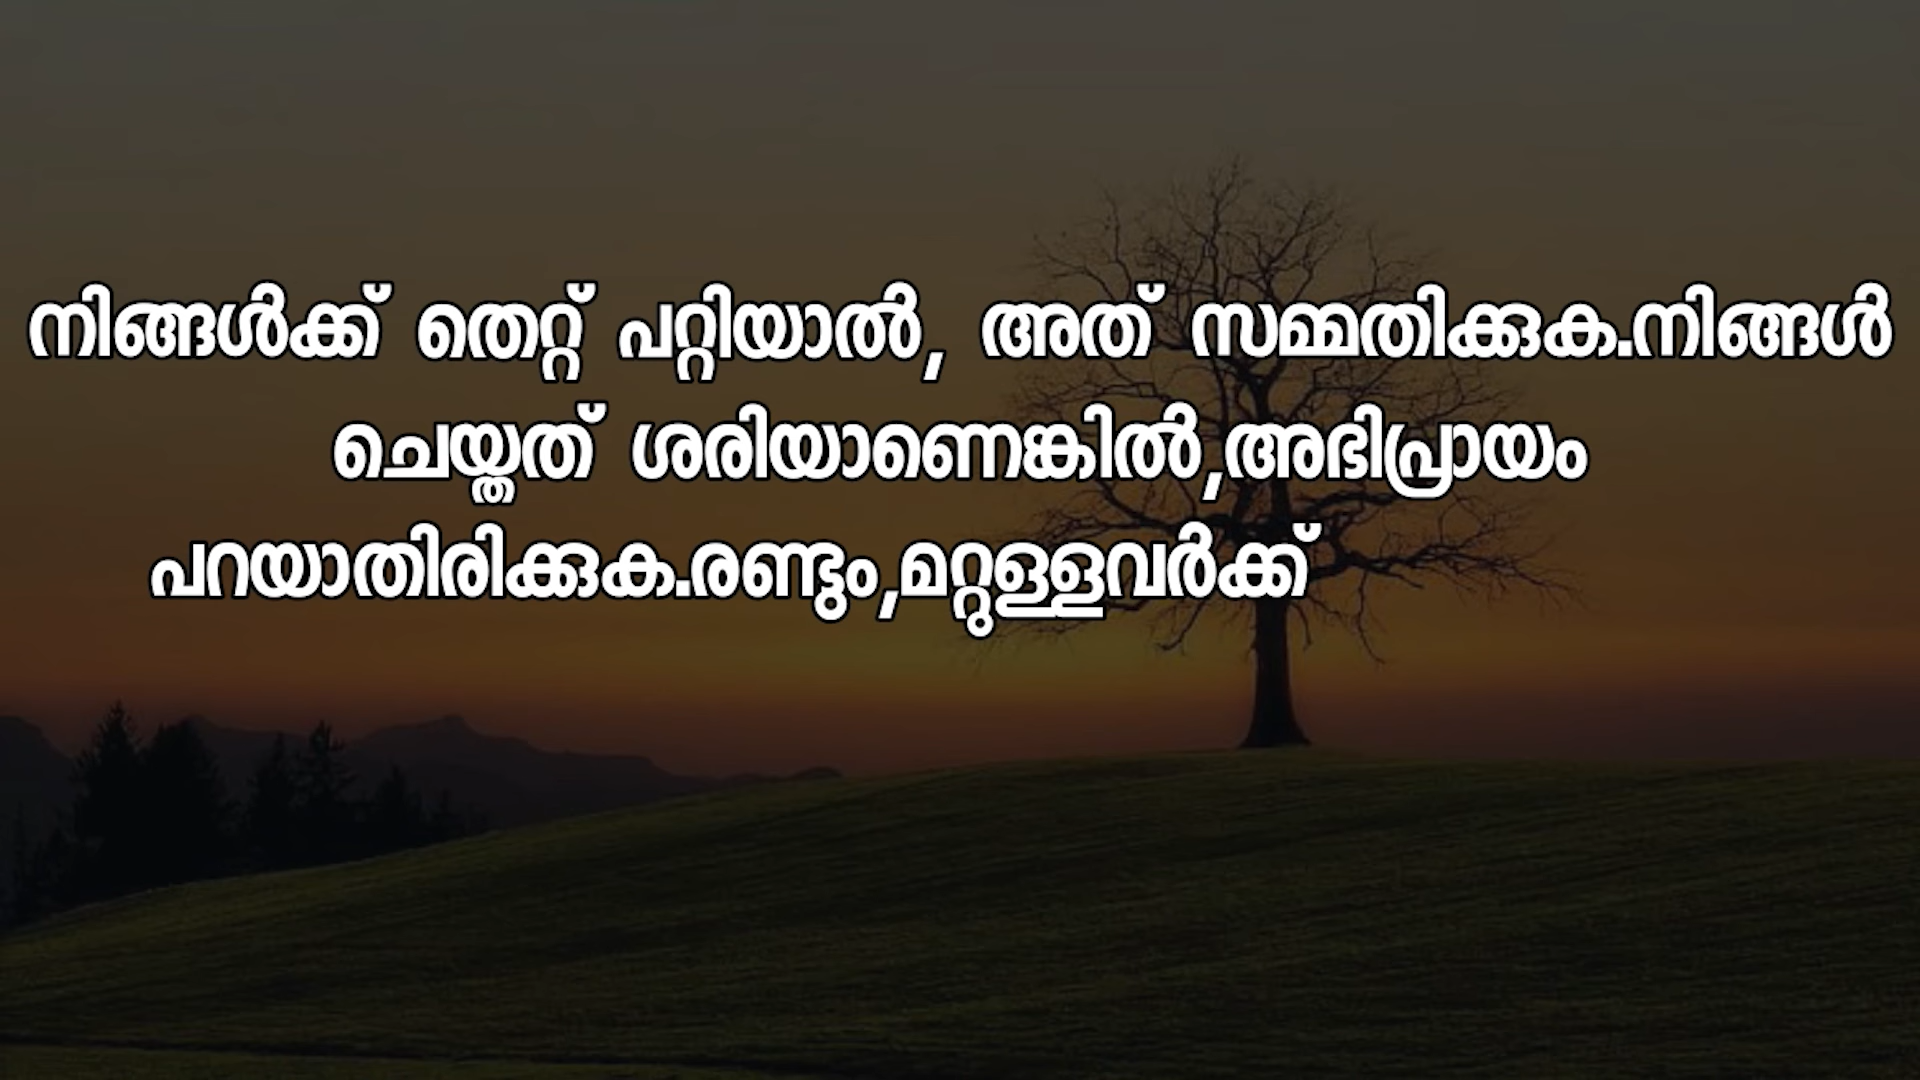 നിങ്ങൾക്ക് തെറ്റ് പറ്റിയാൽ, അത് സമ്മതിക്കുക.നിങ്ങൾ
ചെയ്തത് ശരിയാണെങ്കിൽ,അഭിപ്രായം
പറയാതിരിക്കുക.രണ്ടും,മറ്റുള്ളവർക്ക്